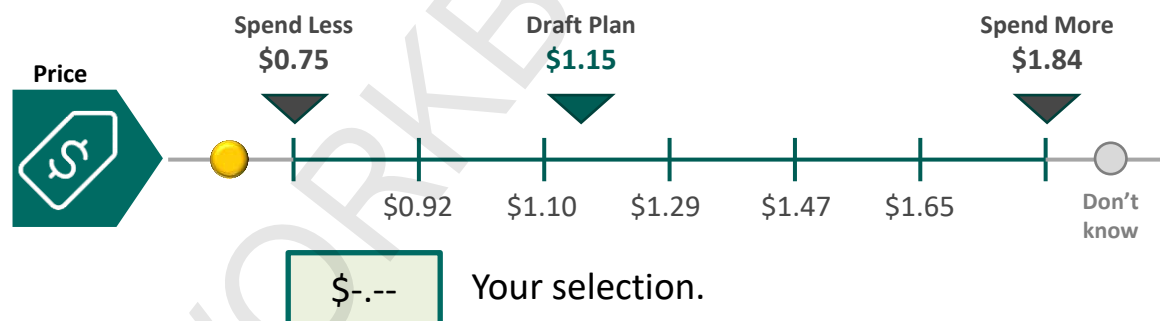 Spend Less
$0.75
Draft Plan
$1.15
Spend More
$1.84
Price
$
$0.92
$1.10
$1.29
$1.47
$1.65
Don't
know
$-.--
Your selection.
WORKB